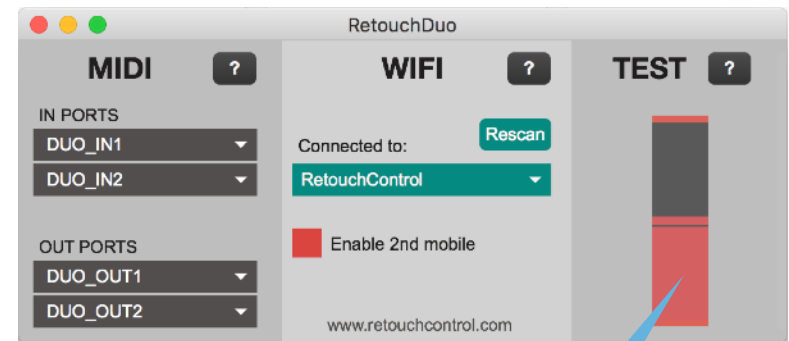 RetouchDuo
MIDI ?
IN PORTS
DUO_IN1
DUO_IN2
OUT PORTS
DUO_OUT1
DUO_OUT2
WIFI ?
Rescan
Connected to:
RetouchControl
Enable 2nd mobile
www.retouchcontrol.com
TEST ?